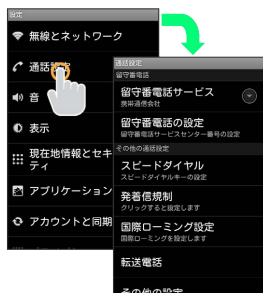 設定
無線とネットワーク
通話設定
音
表示
現在地情報とセキ
ティ
アプリケーション
アカウントと同期
通話設定
留守番電話
留守番電話サービス
携帯通信会社
留守番電話の設定
留守番電話サービスセンター番号の設定
その他の通話設定
スピードダイヤル
スピードダイヤルキーの設定
発着信規制
クリックすると設定します
国際ローミング設定
国際ローミングを設定します
転送電話
その他の設定